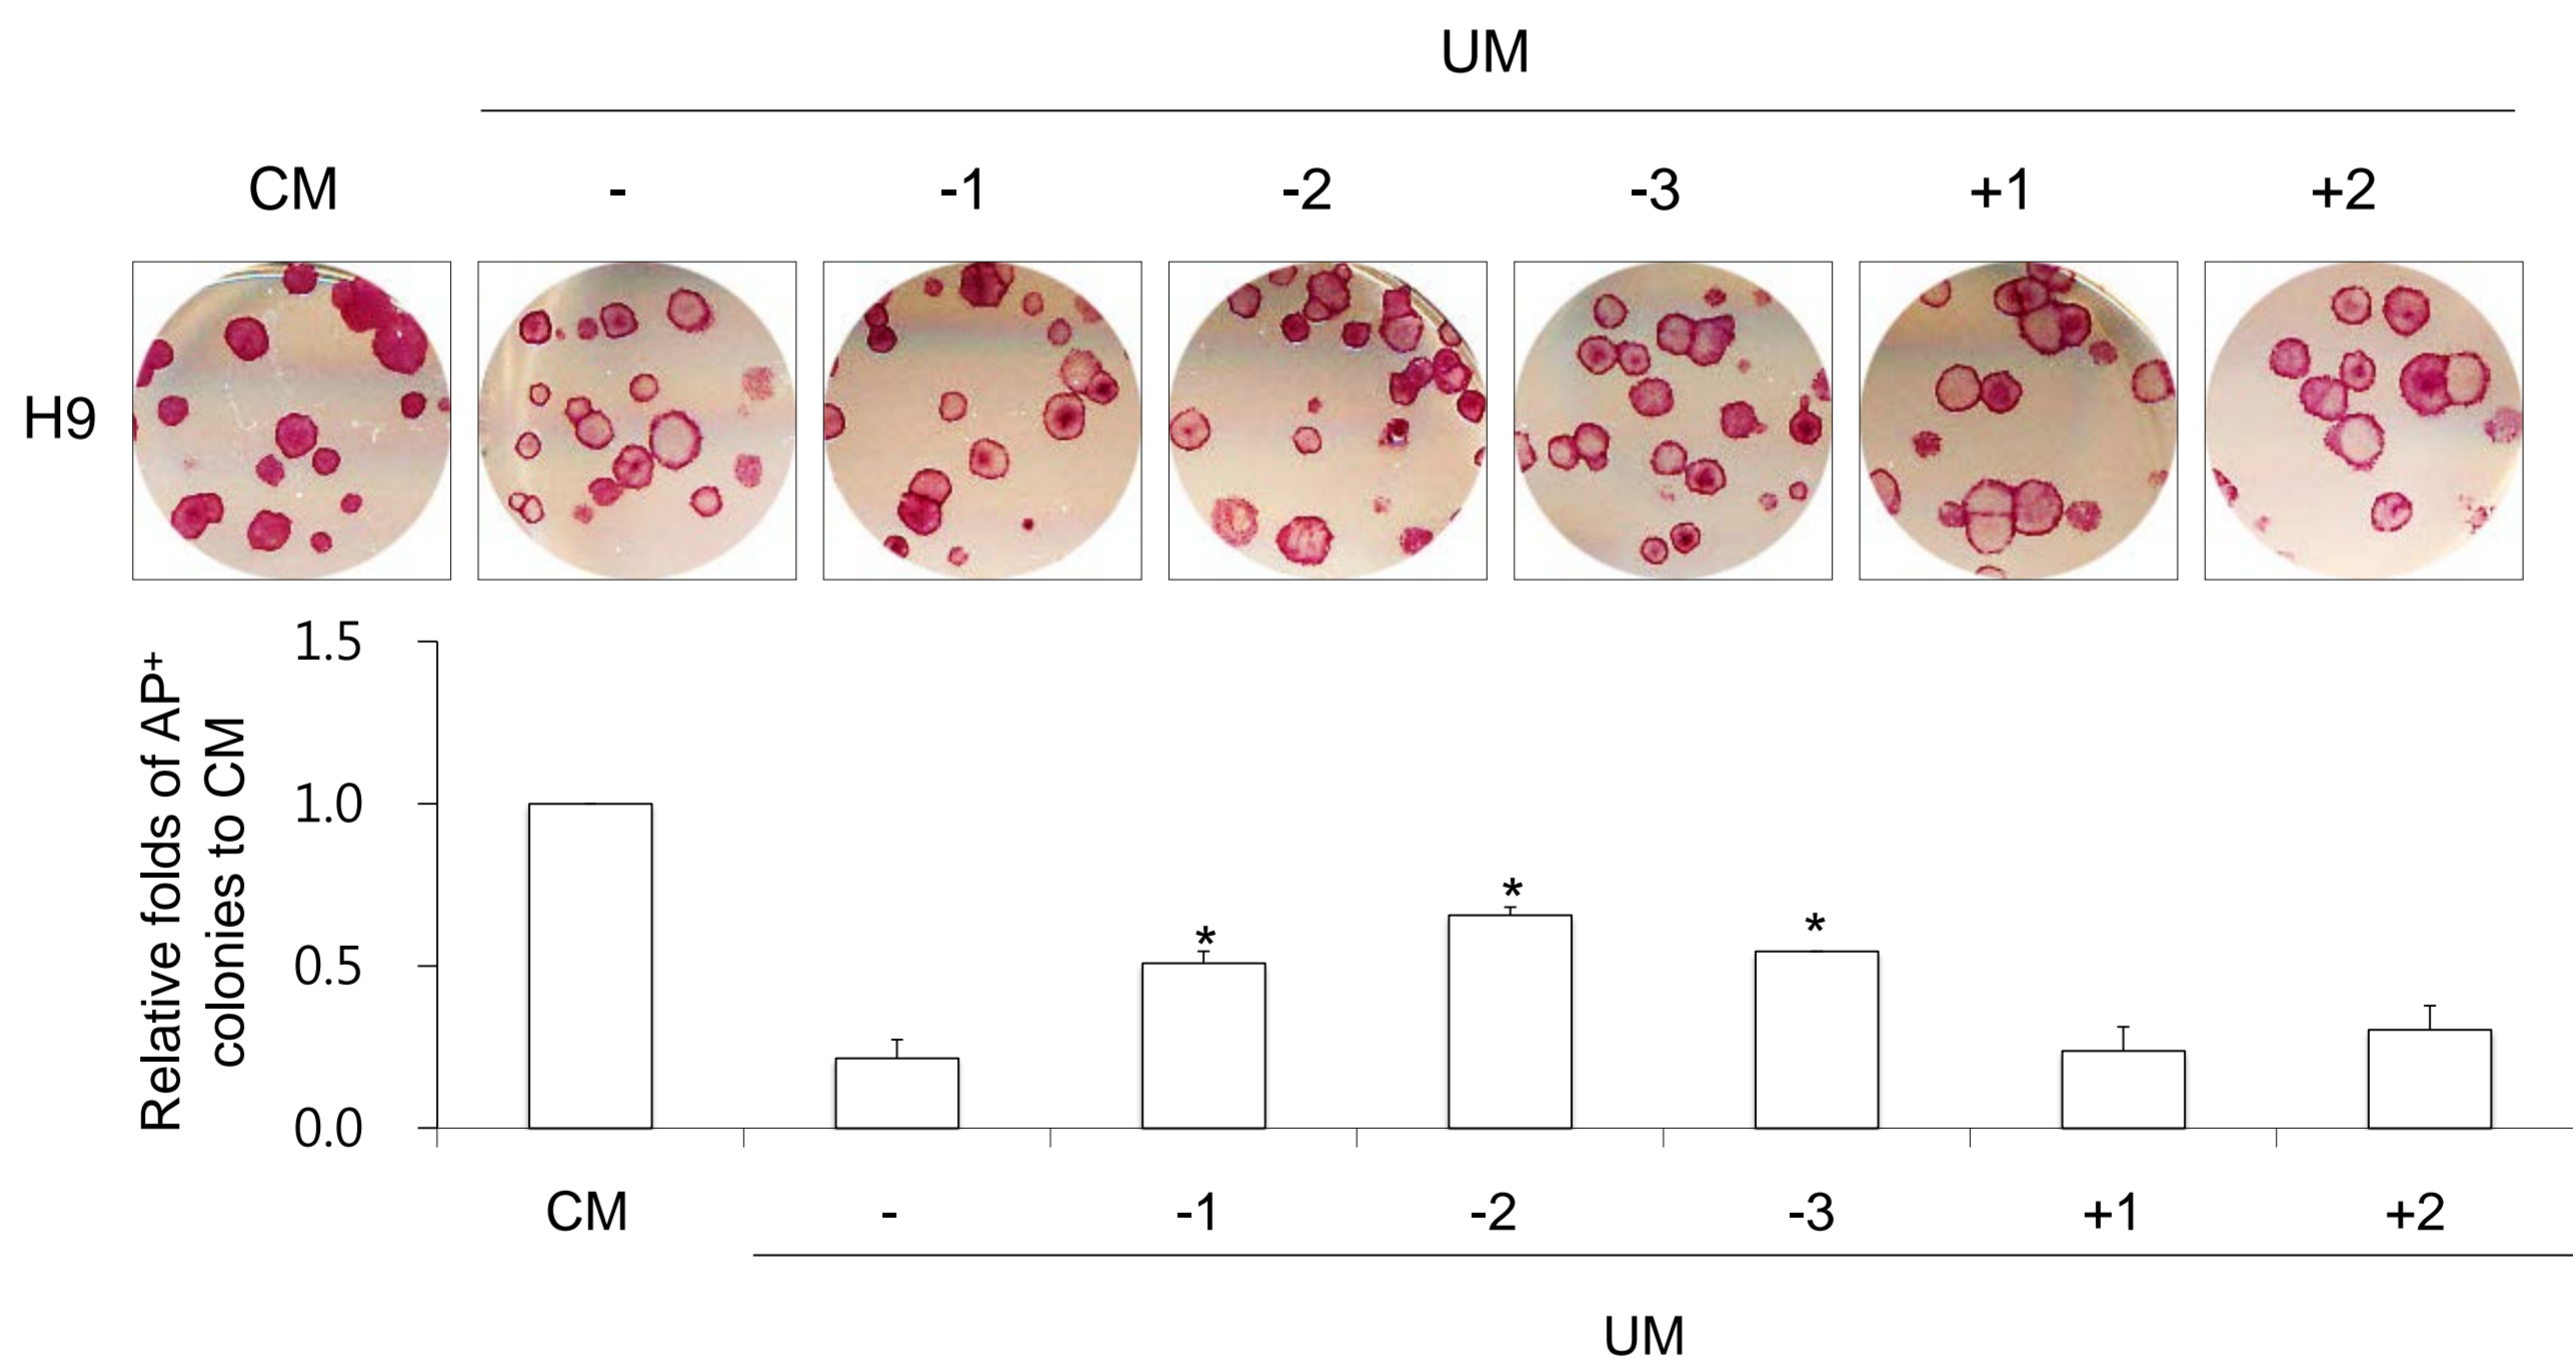 UM
CM - -1 -2 -3 +1 +2
H9
Relative folds of AP⁺
colonies to CM
1.5
1.0
0.5
0.0
* * *
CM - -1 -2 -3 +1 +2
UM